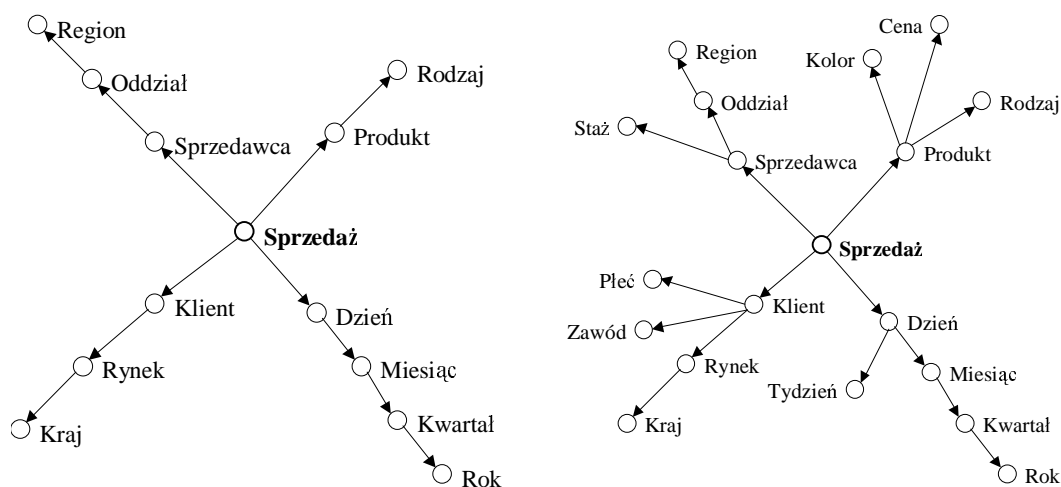 Region
Oddział
Sprzedawca
Rodzaj
Produkt
Sprzedaż
Klient
Rynek
Kraj
Dzień
Miesiąc
Kwartał
Rok
Cena
Kolor
Region
Rodzaj
Oddział
Staż
Sprzedawca
Produkt
Sprzedaż
Płeć
Klient
Zawód
Rynek
Kraj
Dzień
Tydzień
Miesiąc
Kwartał
Rok